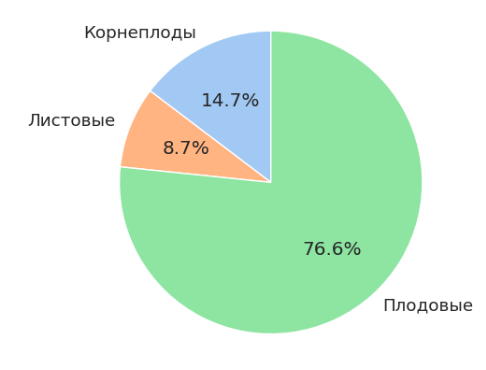 Корнеплоды
14.7%
Листовые
8.7%
76.6%
Плодовые